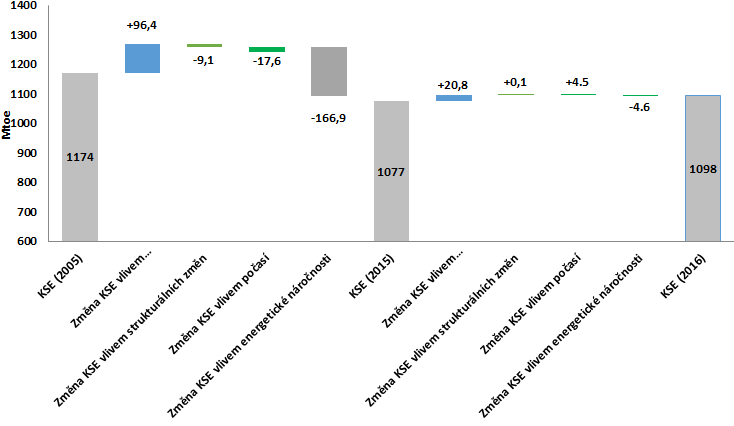 1400
1300
1200
1100
1000
900
800
700
600
Mtoe
1174
+96,4
-9,1
-17,6
-166,9
1077
+20,8
+0,1
+4.5
-4.6
1098
KSE (2005)
Změna KSE vlivem...
Změna KSE vlivem strukturálních změn
Změna KSE vlivem počasí
Změna KSE vlivem energetické náročnosti
KSE (2015)
Změna KSE vlivem...
Změna KSE vlivem strukturálních změn
Změna KSE vlivem počasí
Změna KSE vlivem energetické náročnosti
KSE (2016)